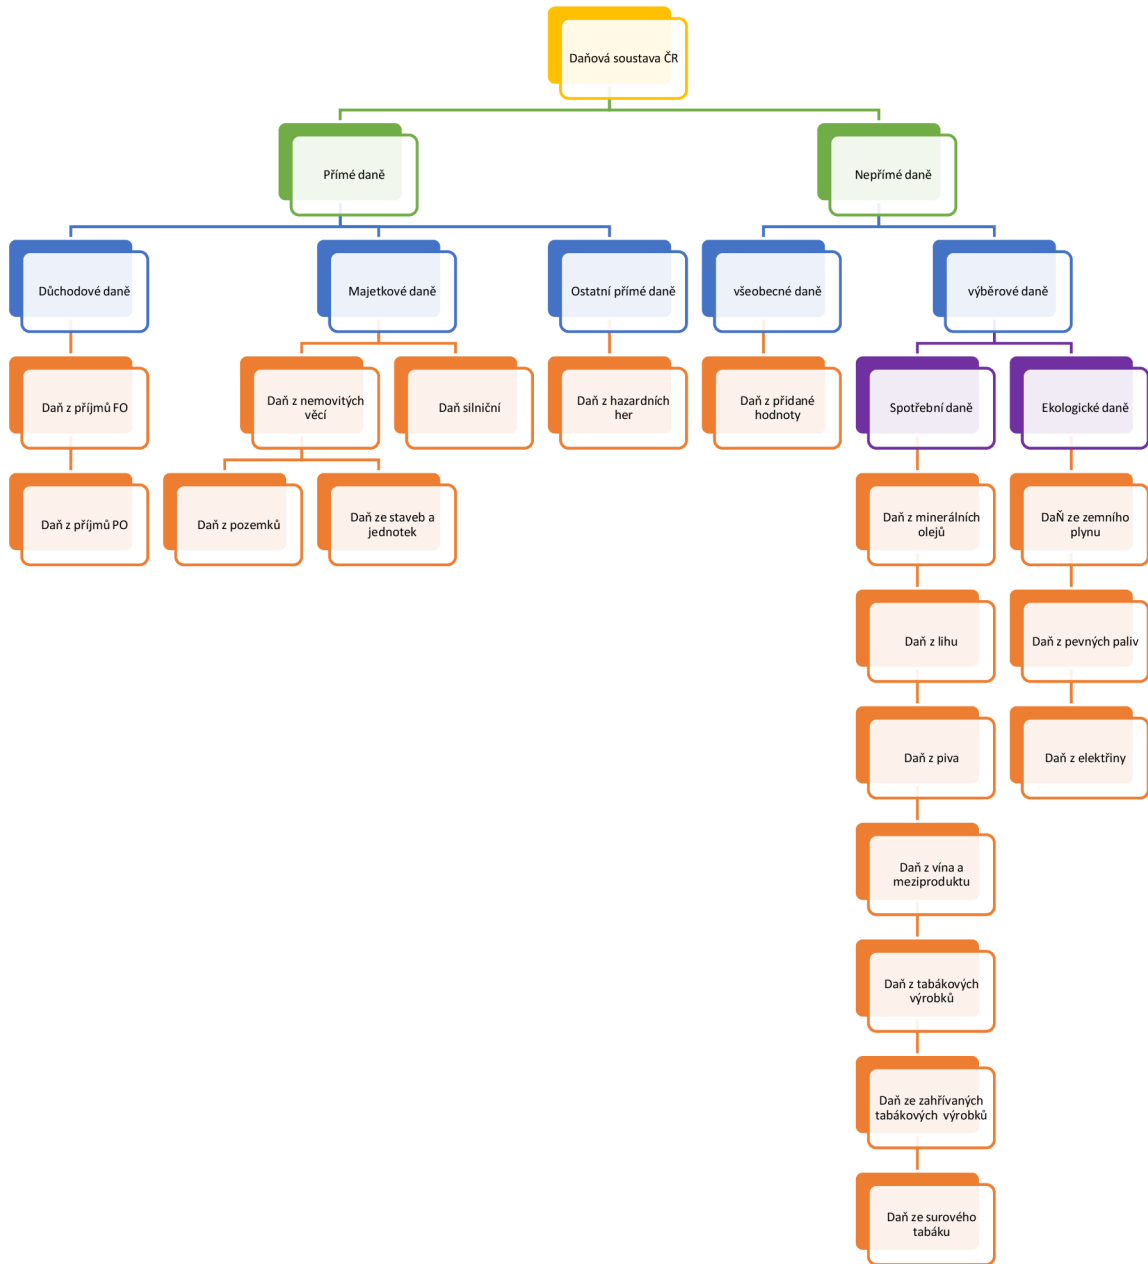 Daňová soustava ČR
Přímé daně
Nepřímé daně
Důchodové daně
Majetkové daně
Ostatní přímé daně
všeobecné daně
výběrové daně
Daň z příjmů FO
Daň z nemovitých
věcí
Daň silniční
Daň z hazardních
her
Daň z přidané
hodnoty
Spotřební daně
Ekologické daně
Daň z příjmů PO
Daň z pozemků
Daň ze staveb a
jednotek
Daň z minerálních
olejů
DaŇ ze zemního
plynu
Daň z lihu
Daň z pevných paliv
Daň z piva
Daň z elektřiny
Daň z vína a
meziproduktu
Daň z tabákových
výrobků
Daň ze zahřívaných
tabákových výrobků
Daň ze surového
tabáku